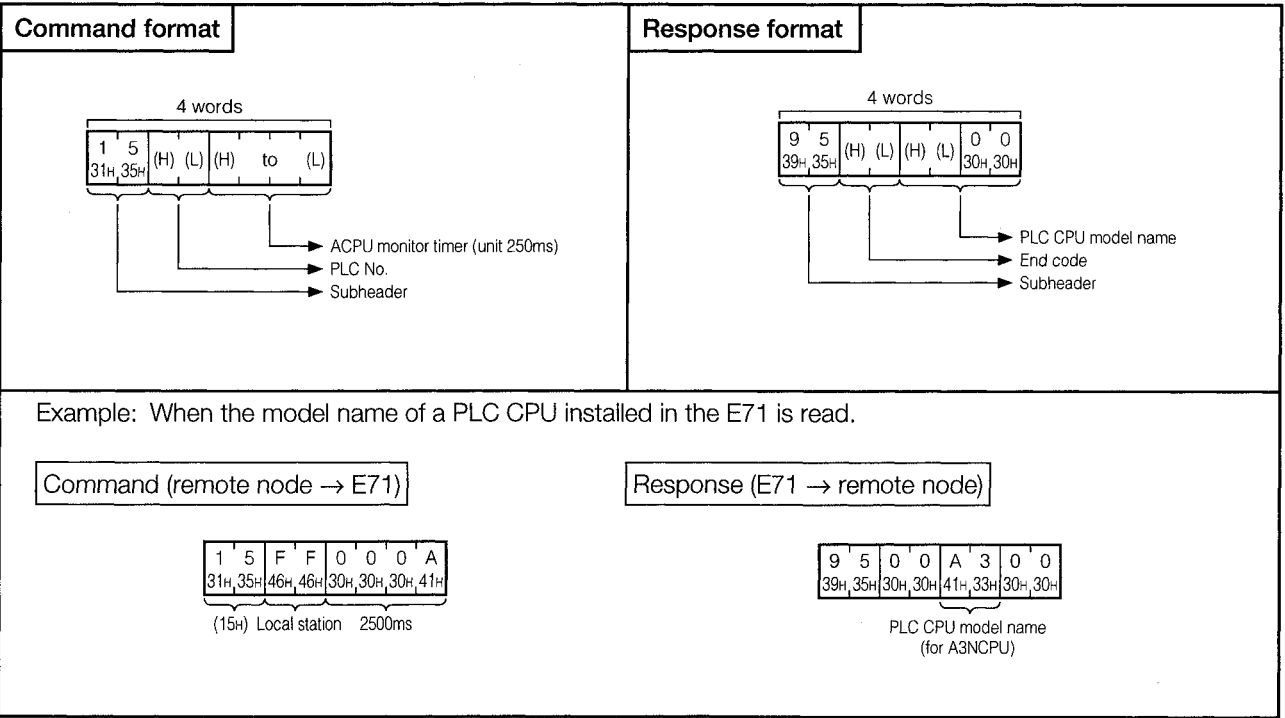 Command format
4 words
1 5 (H) (L) (H) to (L)
31H 35H
ACPU monitor timer (unit 250ms)
PLC No.
Subheader
Response format
4 words
9 5 (H) (L) (H) (L) 0 0
39H 35H 30H 30H
PLC CPU model name
End code
Subheader
Example: When the model name of a PLC CPU installed in the E71 is read.
Command (remote node → E71)
1 5 F F 0 0 0 A
31H 35H 46H 46H 30H 30H 30H 41H
(15H) Local station 2500ms
Response (E71 → remote node)
9 5 0 0 A 3 0 0
39H 35H 30H 30H 41H 33H 30H 30H
PLC CPU model name
(for A3NCPU)